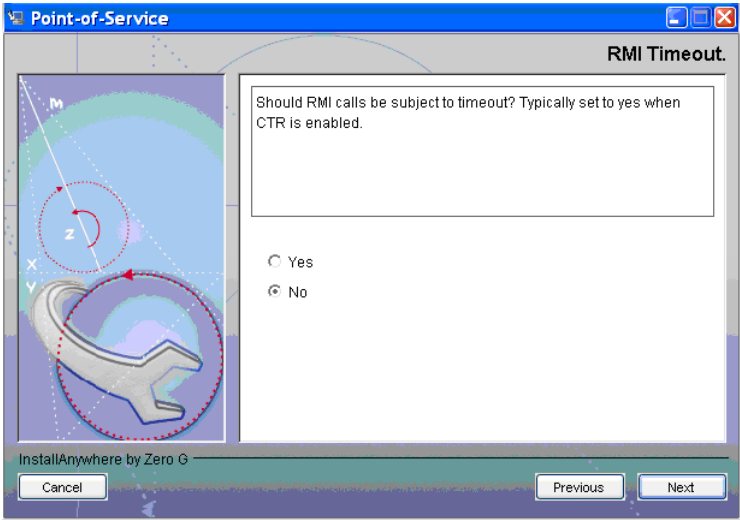 Point-of-Service
RMI Timeout.
Should RMI calls be subject to timeout? Typically set to yes when
CTR is enabled.
Yes
No
M
Z
X
Y
InstallAnywhere by Zero G
Cancel
Previous
Next